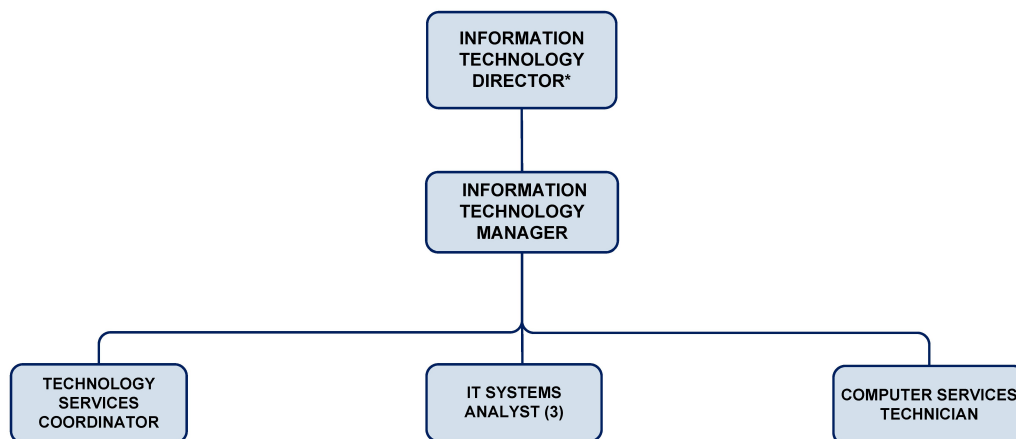 INFORMATION
TECHNOLOGY
DIRECTOR*
INFORMATION
TECHNOLOGY
MANAGER
TECHNOLOGY
SERVICES
COORDINATOR
IT SYSTEMS
ANALYST (3)
COMPUTER SERVICES
TECHNICIAN